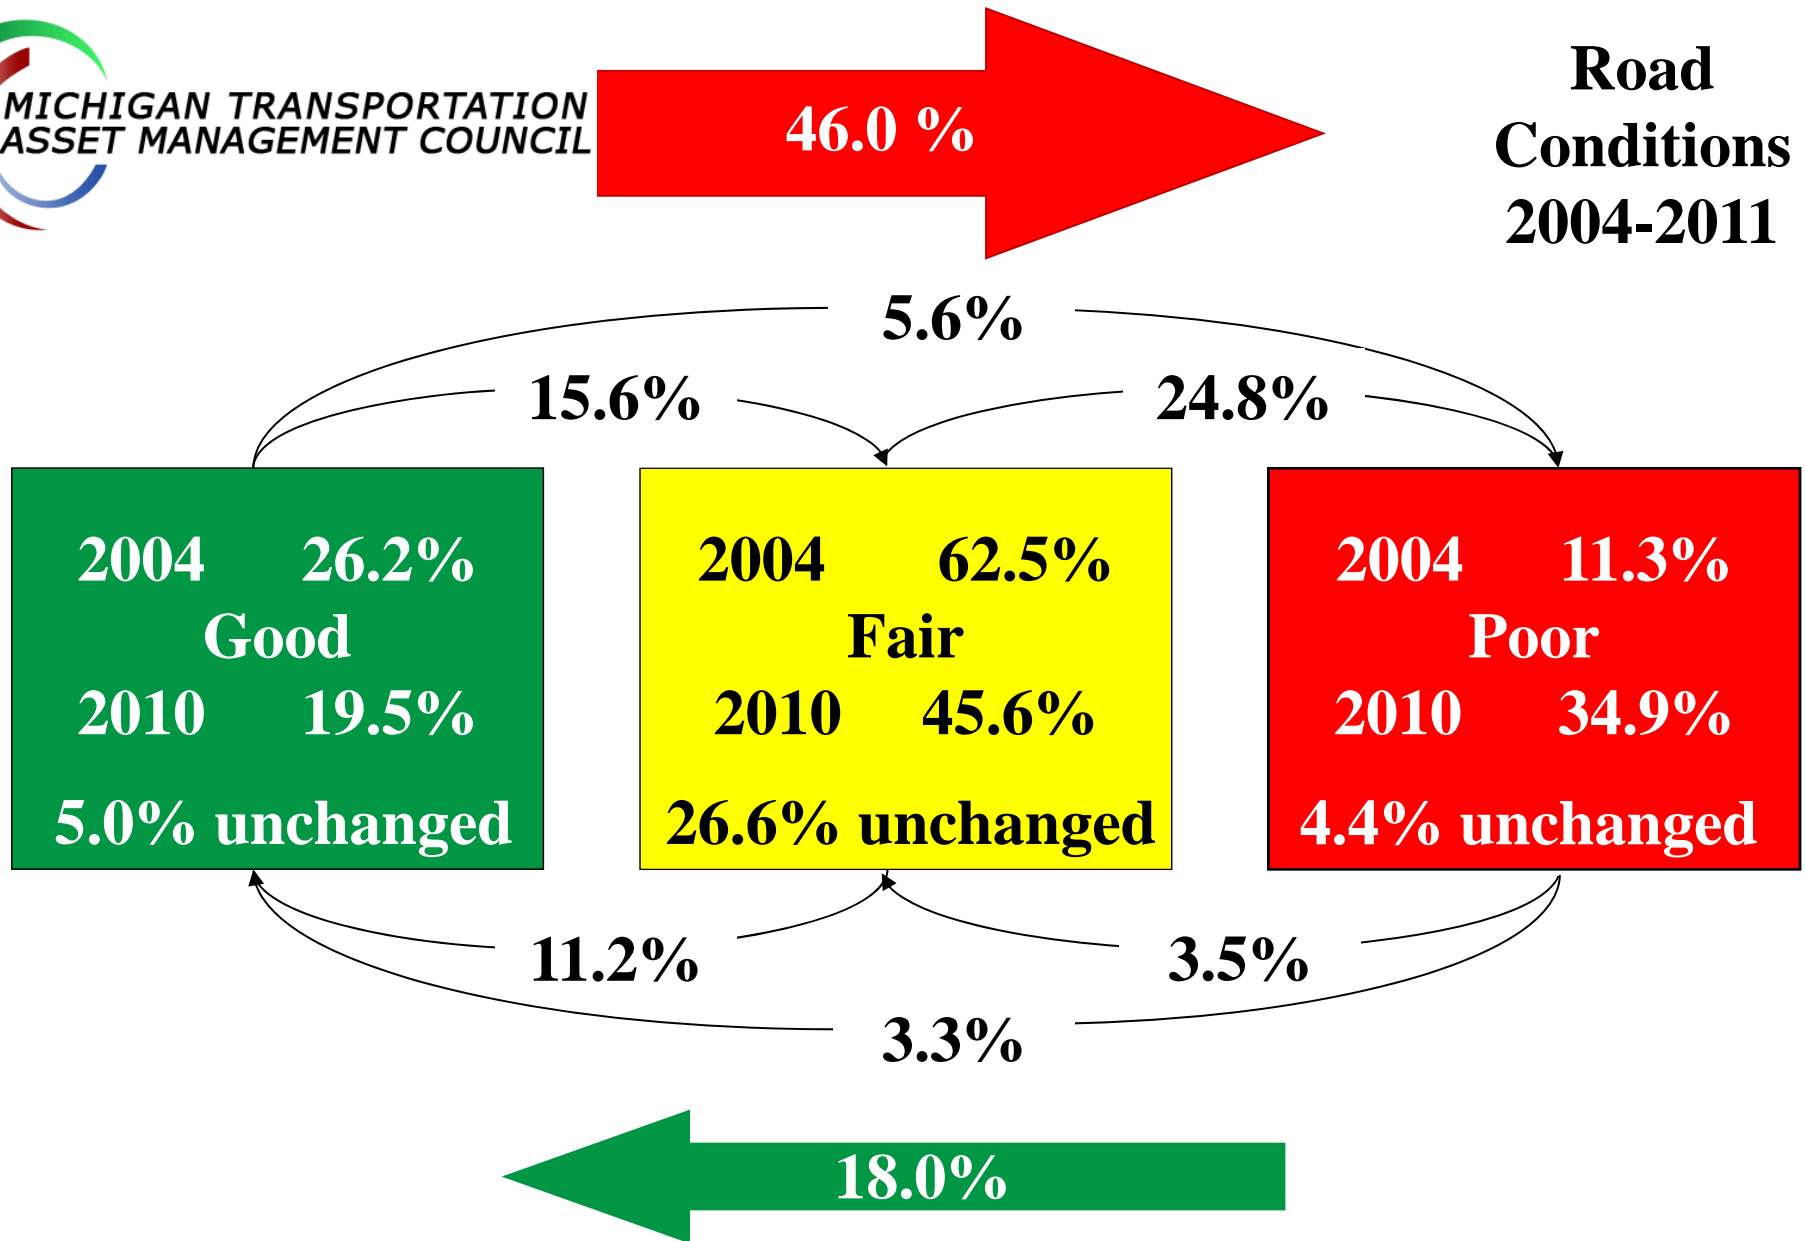 MICHIGAN TRANSPORTATION
ASSET MANAGEMENT COUNCIL
46.0 %
Road
Conditions
2004-2011
5.6%
15.6%
24.8%
2004 26.2%
Good
2010 19.5%
5.0% unchanged
2004 62.5%
Fair
2010 45.6%
26.6% unchanged
2004 11.3%
Poor
2010 34.9%
4.4% unchanged
11.2%
3.5%
3.3%
18.0%